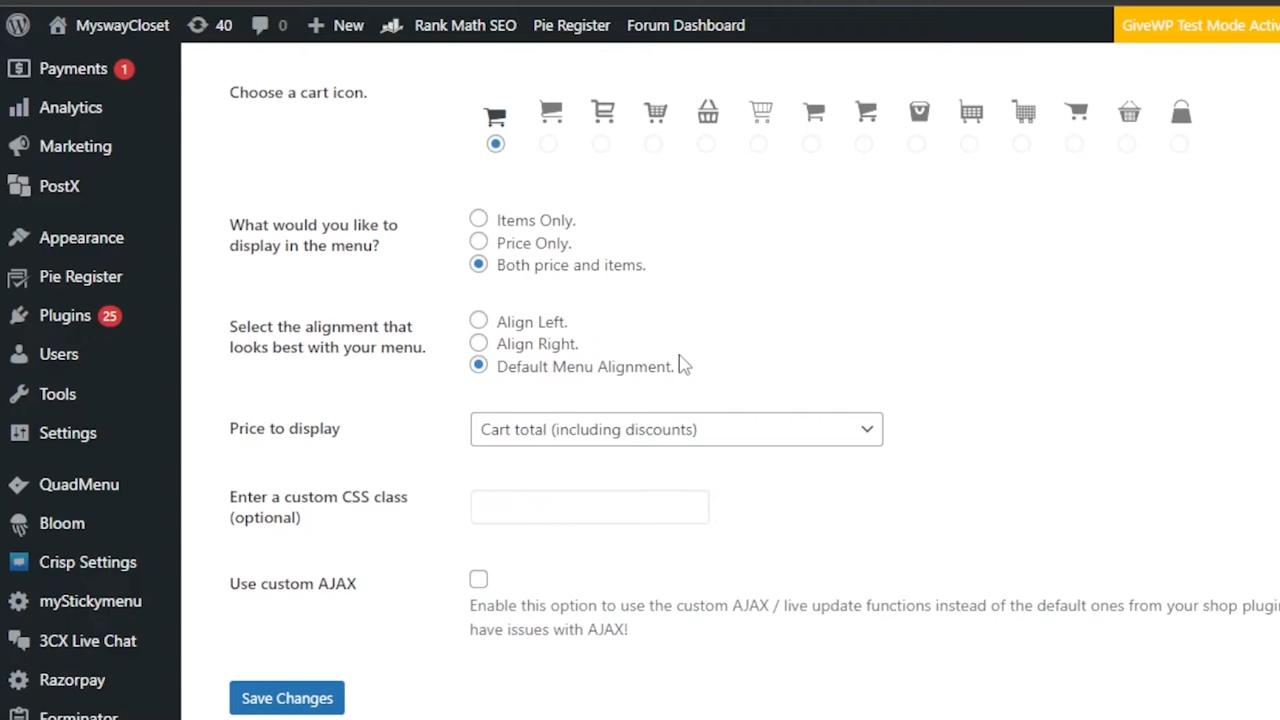 MyswayCloset 40 0 New Rank Math SEO Pie Register Forum Dashboard GiveWP Test Mode
Payments 1
Analytics
Marketing
PostX
Appearance
Pie Register
Plugins 25
Users
Tools
Settings
QuadMenu
Bloom
Crisp Settings
myStickymenu
3CX Live Chat
Razorpay
Forminator
Choose a cart icon.
What would you like to
display in the menu?
Items Only.
Price Only.
Both price and items.
Select the alignment that
looks best with your menu.
Align Left.
Align Right.
Default Menu Alignment.
Price to display
Cart total (including discounts)
Enter a custom CSS class
(optional)
Use custom AJAX
Enable this option to use the custom AJAX / live update functions instead of the default ones from your shop
have issues with AJAX!
Save Changes